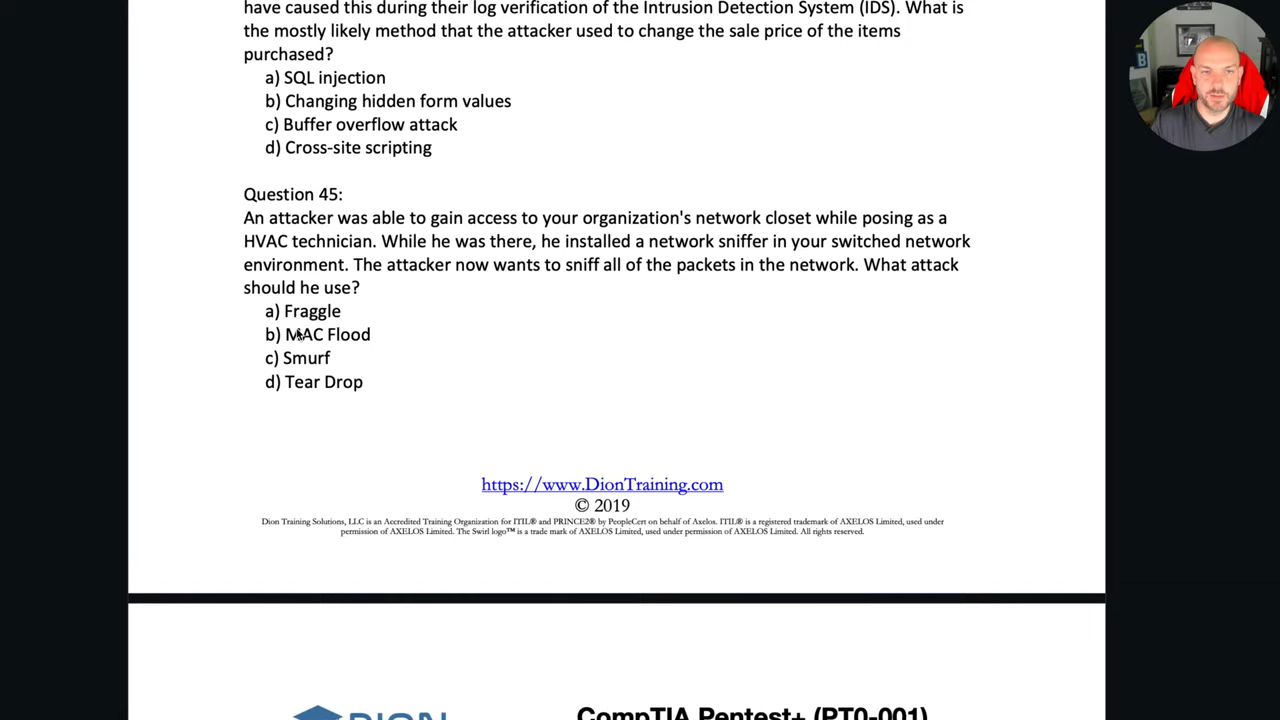 have caused this during their log verification of the Intrusion Detection System (IDS). What is
the mostly likely method that the attacker used to change the sale price of the items
purchased?
a) SQL injection
b) Changing hidden form values
c) Buffer overflow attack
d) Cross-site scripting
Question 45:
An attacker was able to gain access to your organization's network closet while posing as a
HVAC technician. While he was there, he installed a network sniffer in your switched network
environment. The attacker now wants to sniff all of the packets in the network. What attack
should he use?
a) Fraggle
b) MAC Flood
c) Smurf
d) Tear Drop
https://www.DionTraining.com
© 2019
Dion Training Solutions, LLC is an Accredited Training Organization for ITIL® and PRINCE2® by PeopleCert on behalf of Axelos. ITIL® is a registered trademark of AXELOS Limited, used under
permission of AXELOS Limited. The Swirl logo™ is a trade mark of AXELOS Limited, used under permission of AXELOS Limited. All rights reserved.
DION
CompTIA Pentest+ (PT0-001)